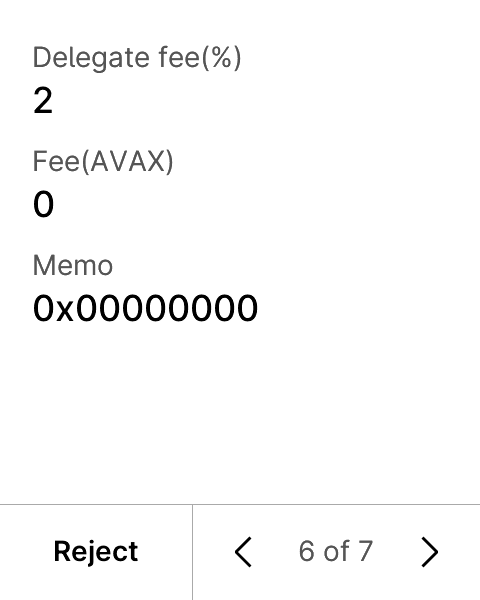 Delegate fee(%)
2
Fee(AVAX)
0
Memo
0x00000000
Reject
6 of 7